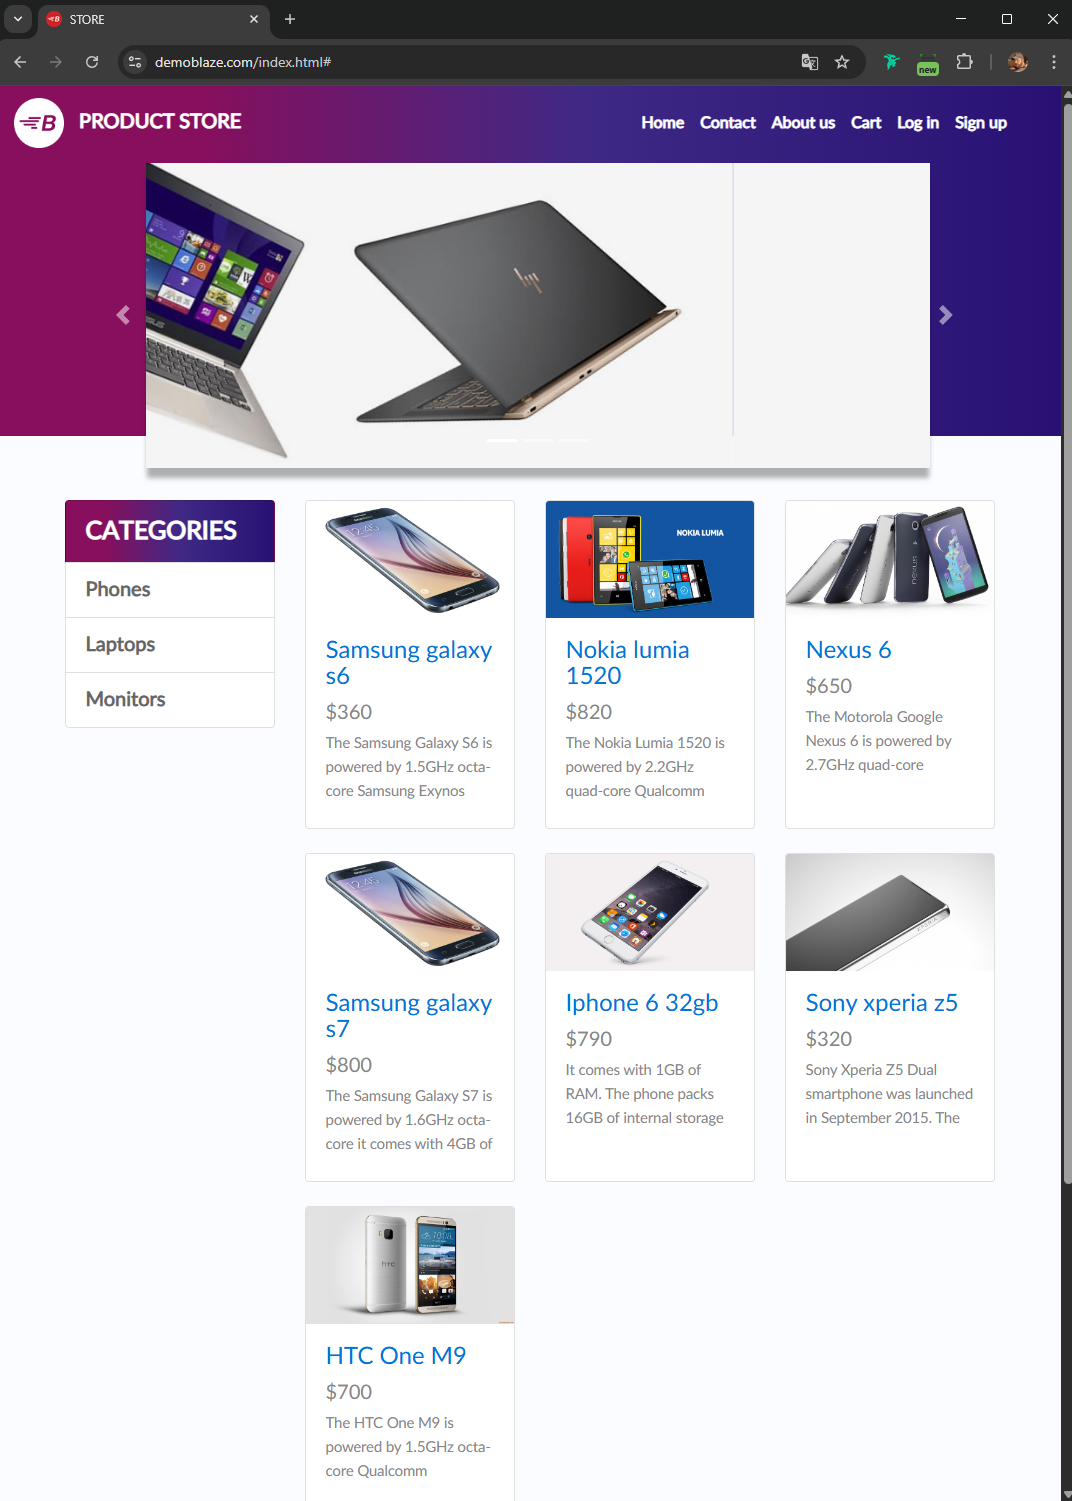 STORE
demoblaze.com/index.html#
new
B PRODUCT STORE
Home Contact About us Cart Log in Sign up
CATEGORIES
Phones
Laptops
Monitors
NOKIA LUMIA
nexus
Samsung galaxy
s6
$360
The Samsung Galaxy S6 is
powered by 1.5GHz octa-
core Samsung Exynos
Nokia lumia
1520
$820
The Nokia Lumia 1520 is
powered by 2.2GHz
quad-core Qualcomm
Nexus 6
$650
The Motorola Google
Nexus 6 is powered by
2.7GHz quad-core
Samsung galaxy
s7
$800
The Samsung Galaxy S7 is
powered by 1.6GHz octa-
core it comes with 4GB of
Iphone 6 32gb
$790
It comes with 1GB of
RAM. The phone packs
16GB of internal storage
Sony xperia z5
$320
Sony Xperia Z5 Dual
smartphone was launched
in September 2015. The
hTC
HTC One M9
$700
The HTC One M9 is
powered by 1.5GHz octa-
core Qualcomm